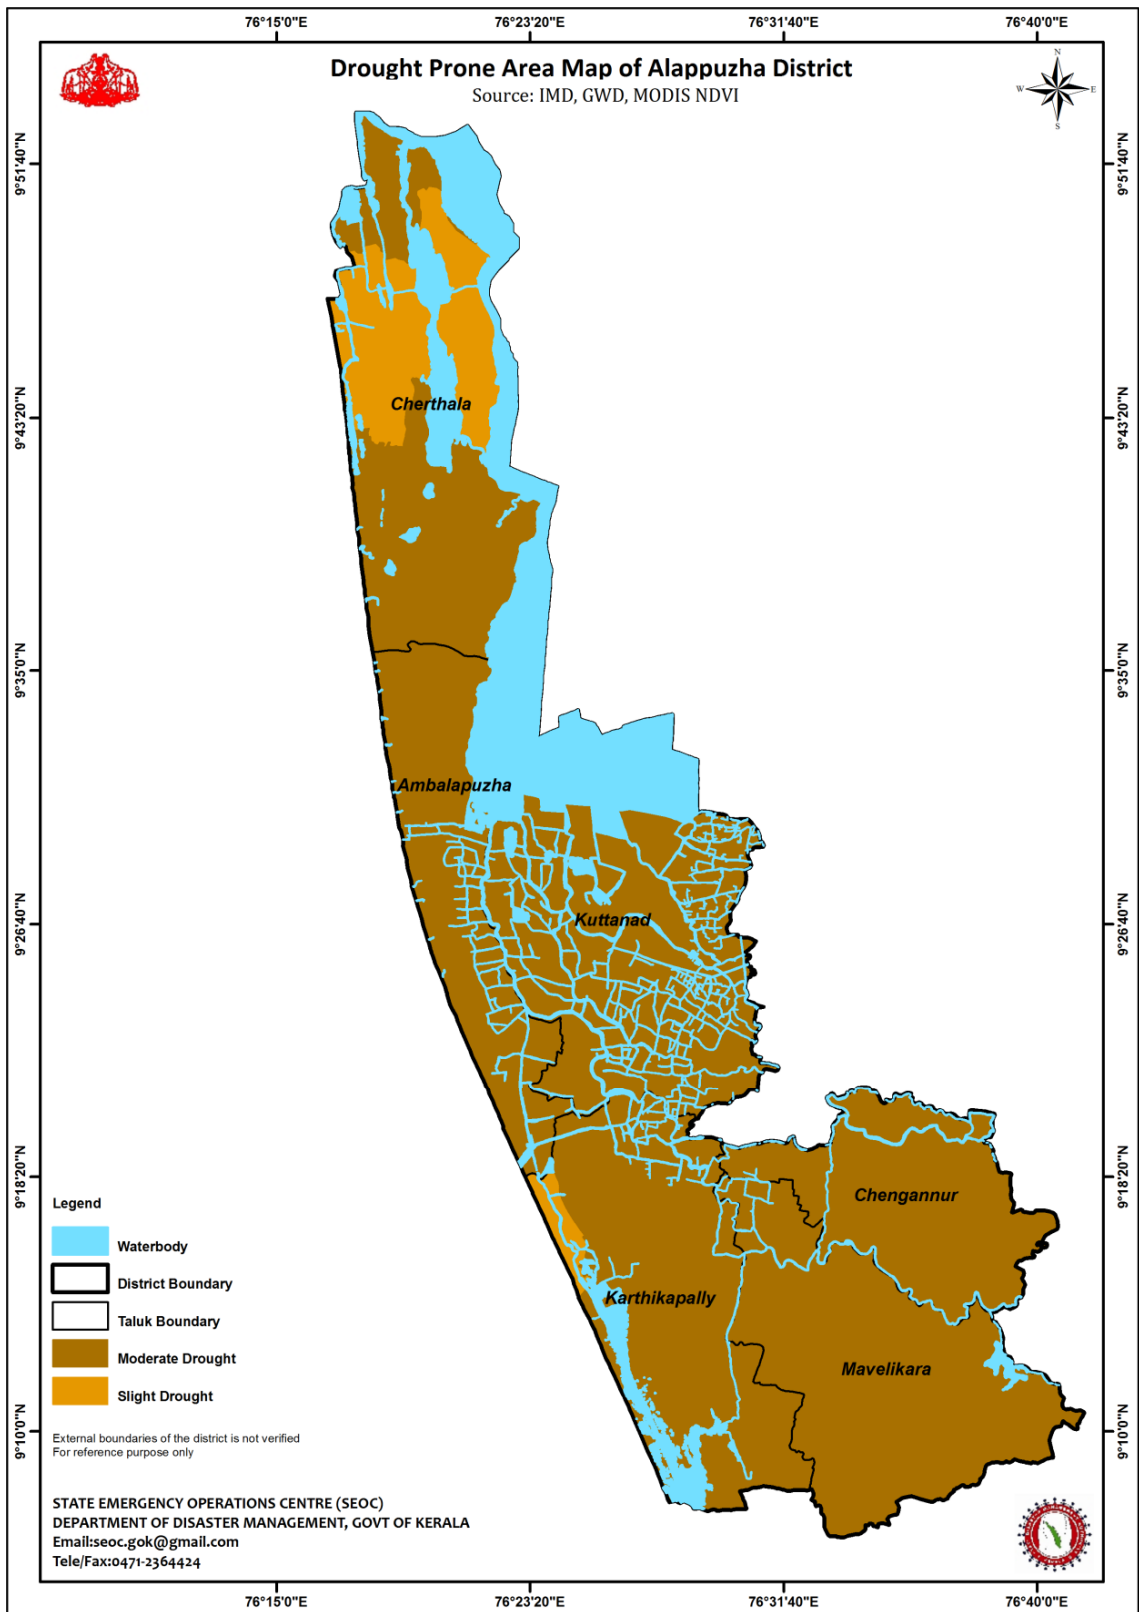 76°15'0"E 76°23'20"E 76°31'40"E 76°40'0"E
Drought Prone Area Map of Alappuzha District
Source: IMD, GWD, MODIS NDVI
N
W E
S
9°51'40"N 9°51'40"N
Cherthala
9°43'20"N 9°43'20"N
9°35'0"N 9°35'0"N
Ambalapuzha
Kuttanad
9°26'40"N 9°26'40"N
9°18'20"N 9°18'20"N
Chengannur
Karthikapally
Mavelikara
9°10'0"N 9°10'0"N
Legend
Waterbody
District Boundary
Taluk Boundary
Moderate Drought
Slight Drought
External boundaries of the district is not verified
For reference purpose only
STATE EMERGENCY OPERATIONS CENTRE (SEOC)
DEPARTMENT OF DISASTER MANAGEMENT, GOVT OF KERALA
Email:seoc.gok@gmail.com
Tele/Fax:0471-2364424
76°15'0"E 76°23'20"E 76°31'40"E 76°40'0"E